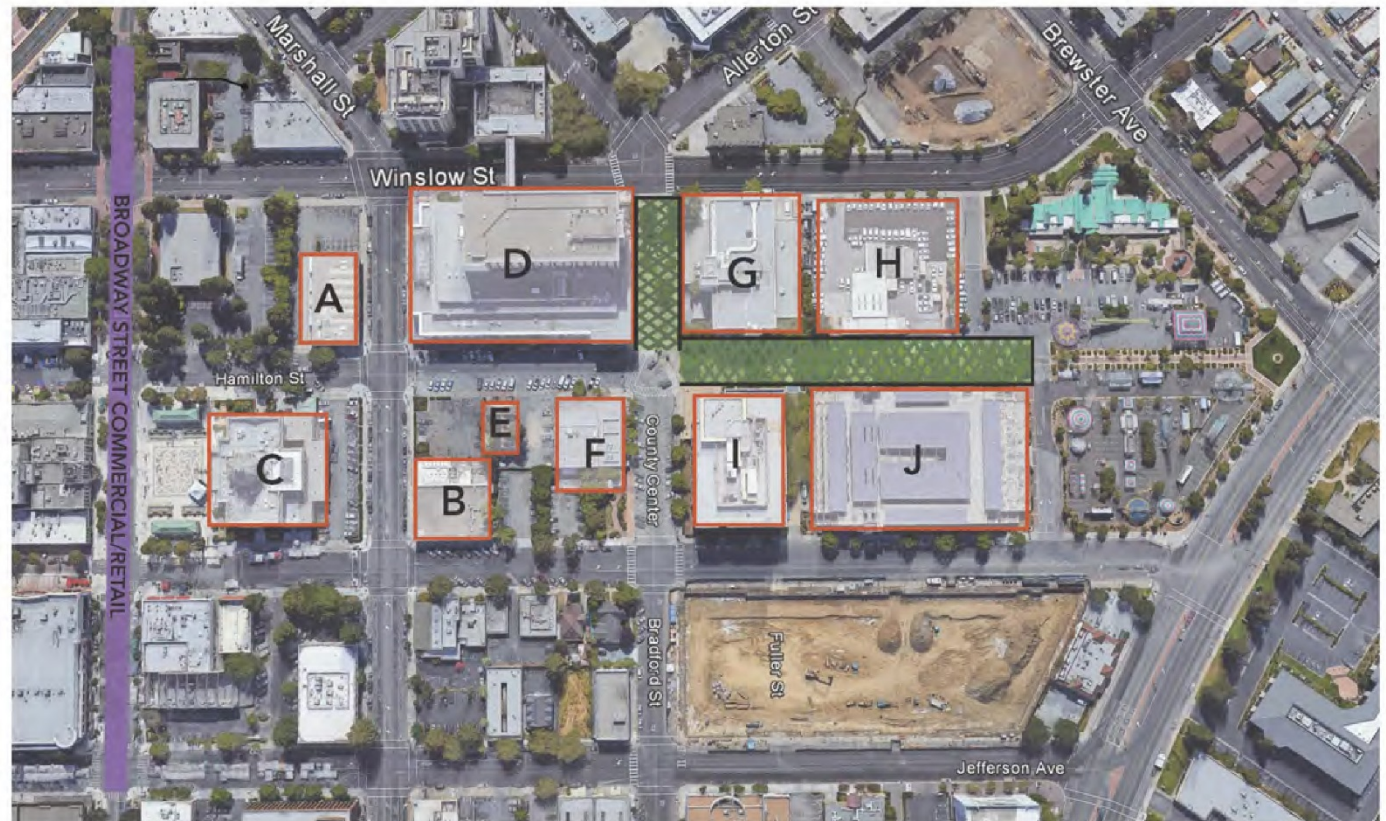 Marshall St
Allerton St
Brewster Ave
Winslow St
BROADWAY STREET COMMERCIAL/RETAIL
A
D
G
H
Hamilton St
C
E
B
F
County Center
I
J
Bradford St
Fuller St
Jefferson Ave